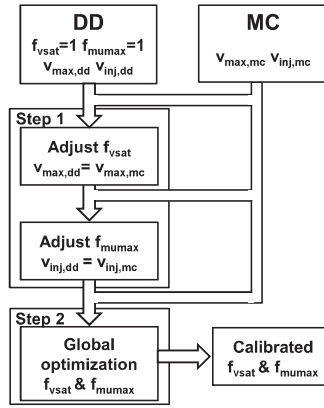 DD
f_vsat=1 f_mumax=1
v_max,dd v_inj,dd
MC
v_max,mc v_inj,mc
Step 1
Adjust f_vsat
v_max,dd= v_max,mc
Adjust f_mumax
v_inj,dd = v_inj,mc
Step 2
Global
optimization
f_vsat & f_mumax
Calibrated
f_vsat & f_mumax